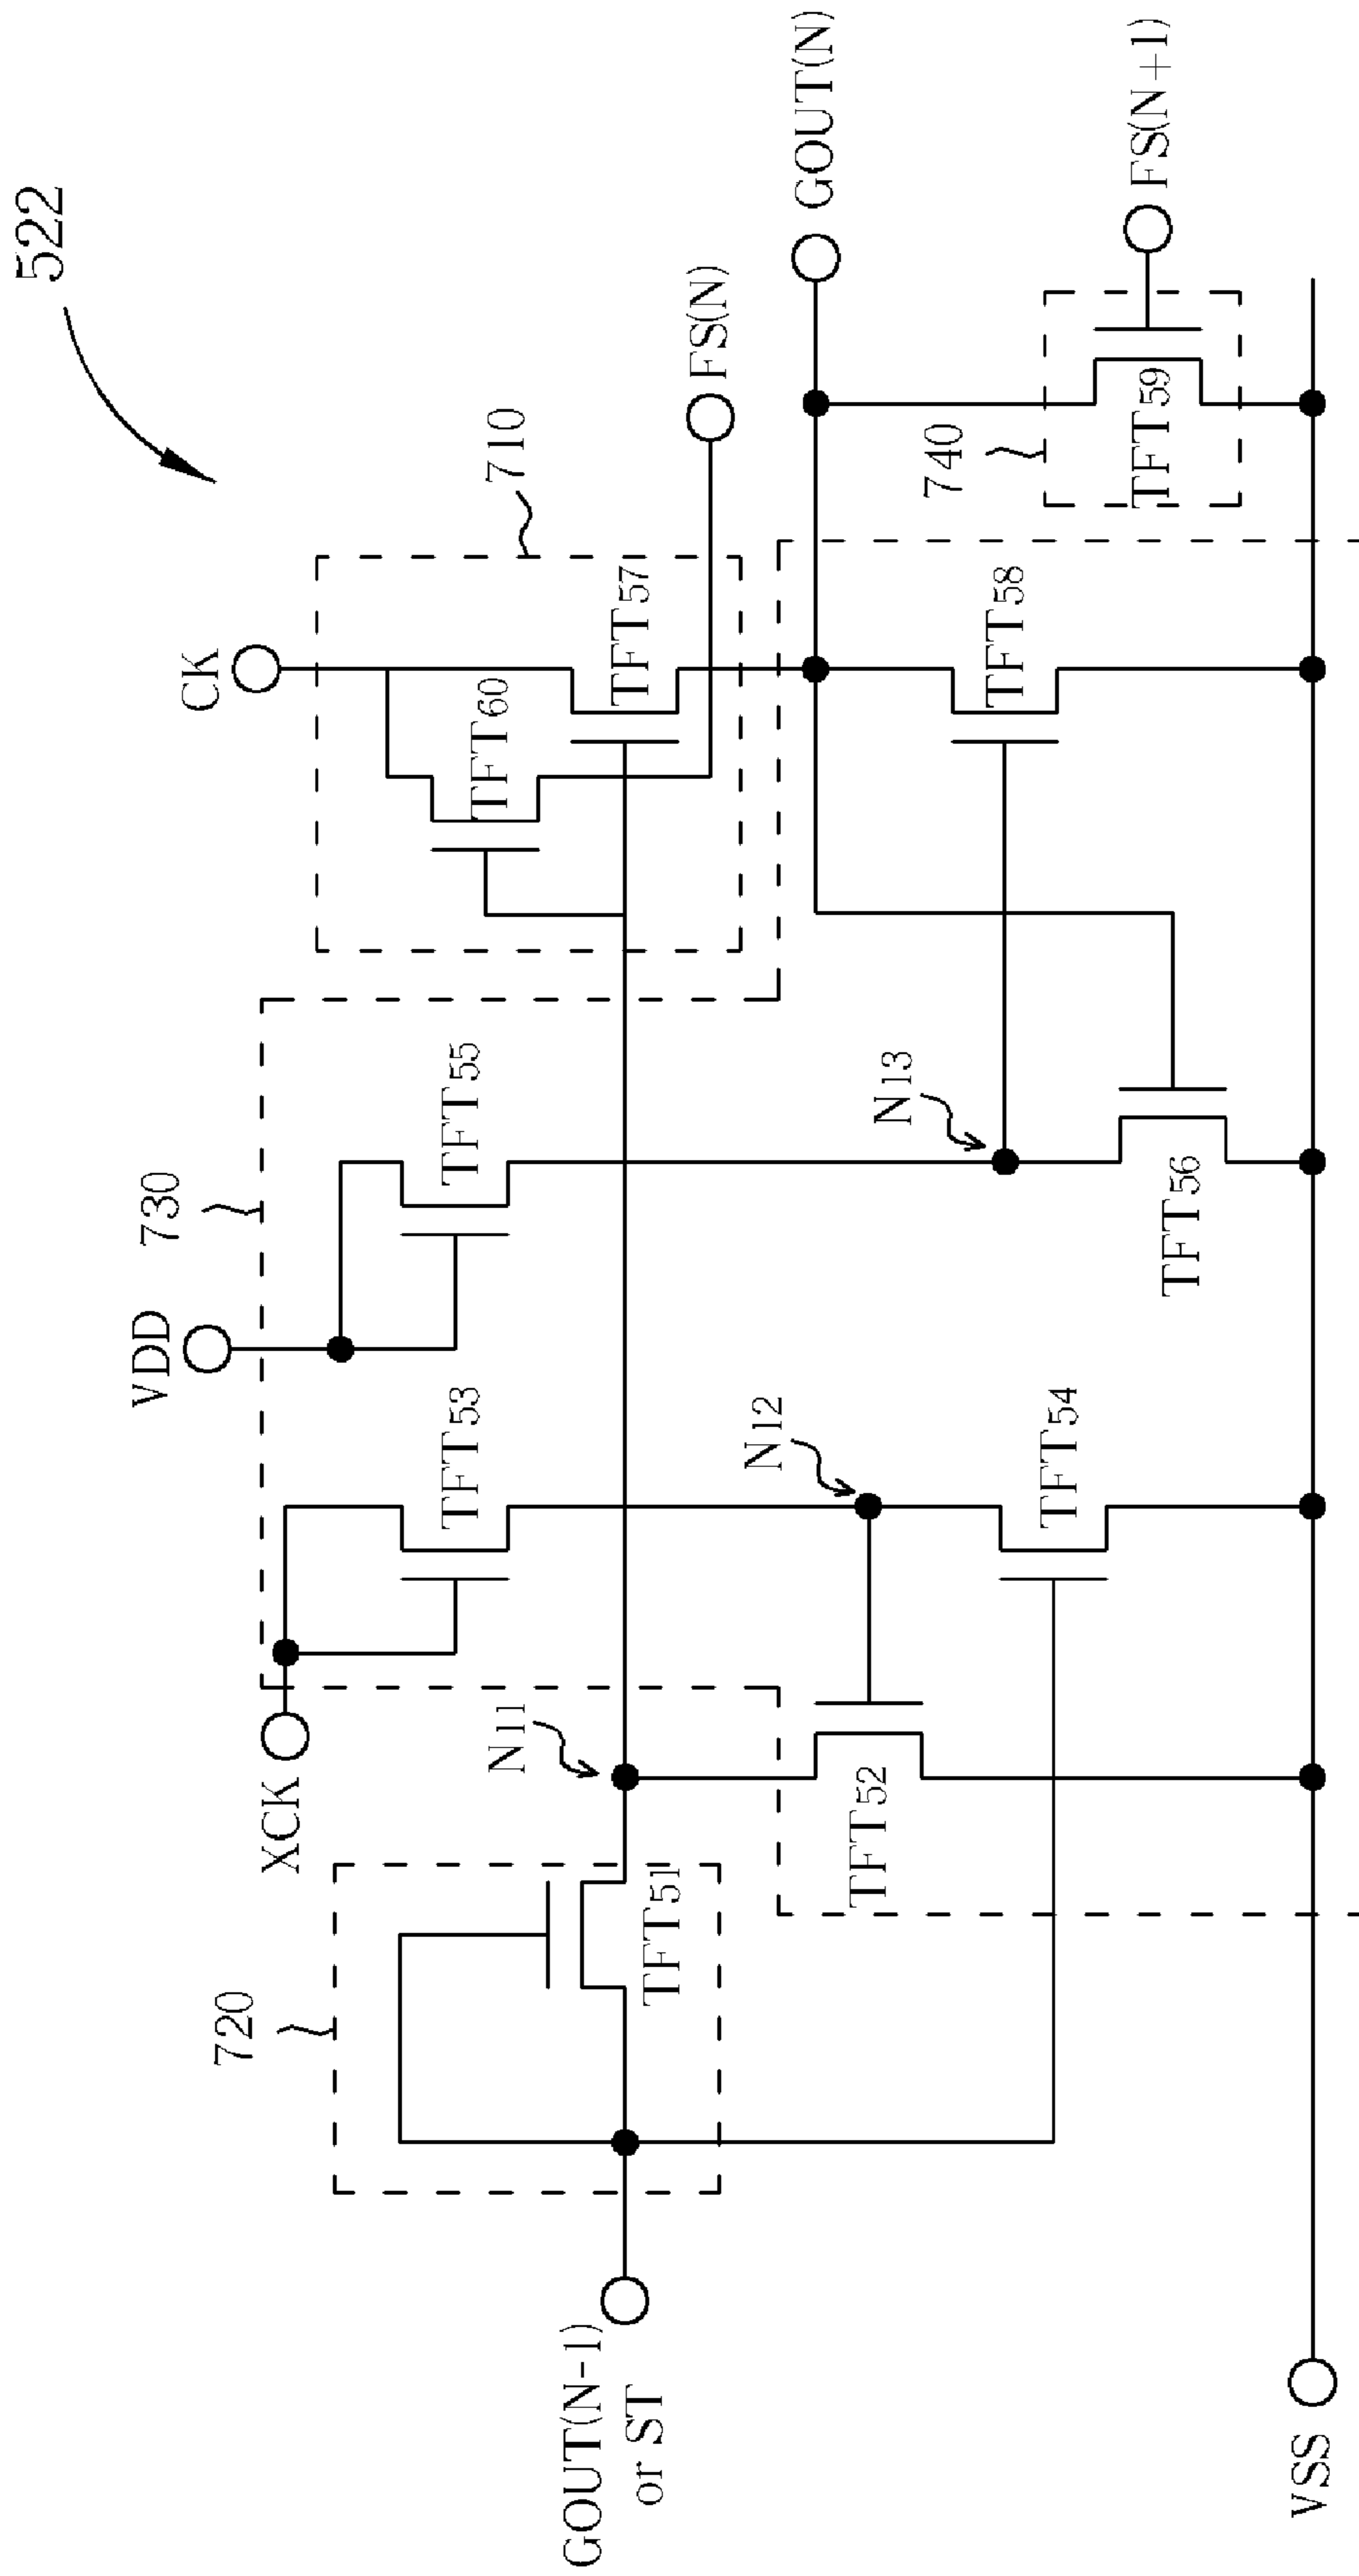 522
CK
710
VDD
730
XCK
720
TFT60
TFT57
FS(N)
TFT55
TFT53
N11
TFT51
GOUT(N-1)
or ST
GOUT(N)
N12
N13
TFT58
740
TFT59
FS(N+1)
TFT52
TFT54
TFT56
VSS